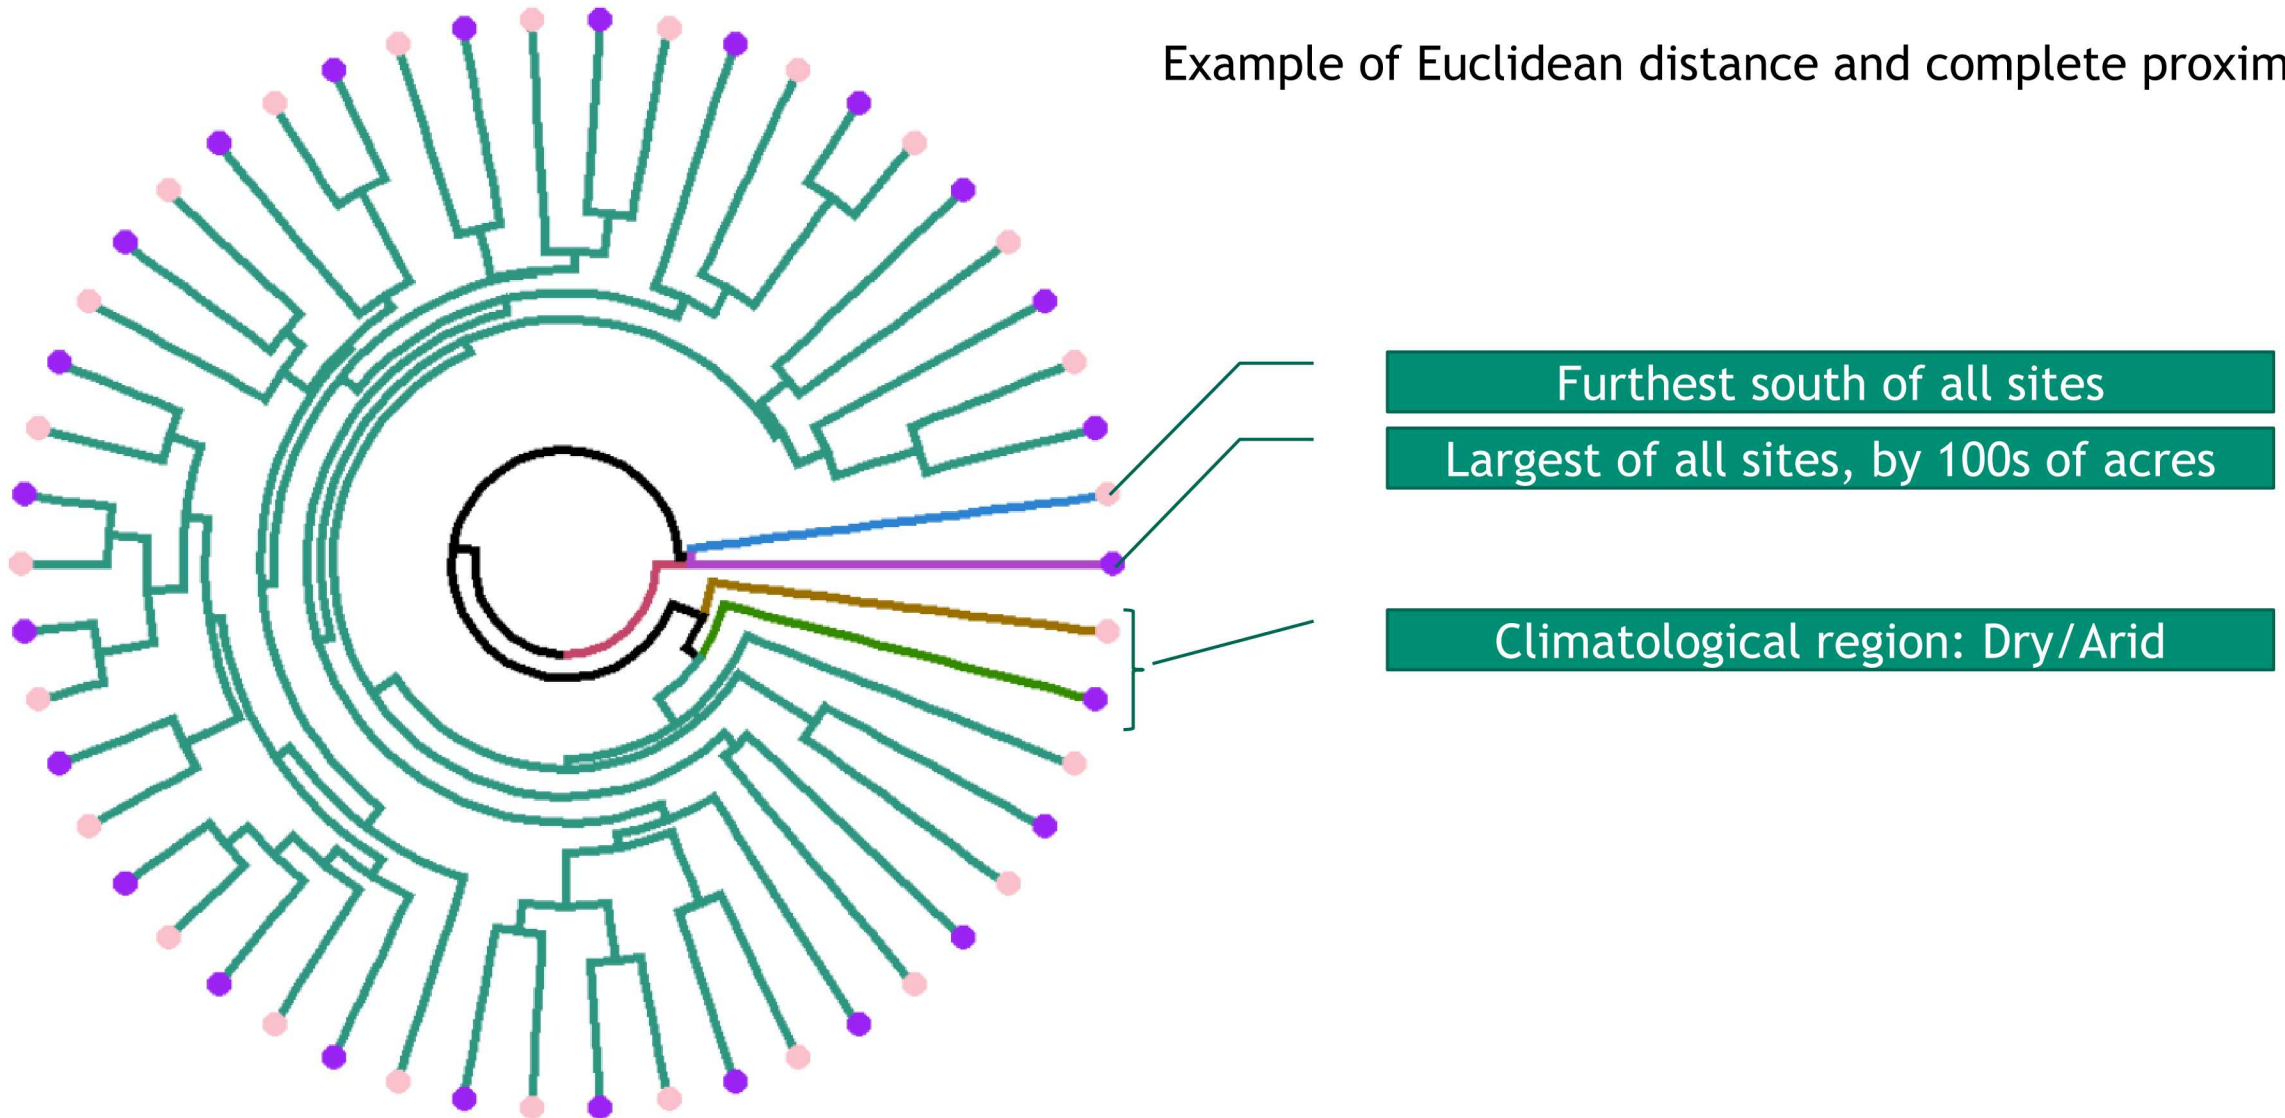 Example of Euclidean distance and complete proxim
Furthest south of all sites
Largest of all sites, by 100s of acres
Climatological region: Dry/Arid